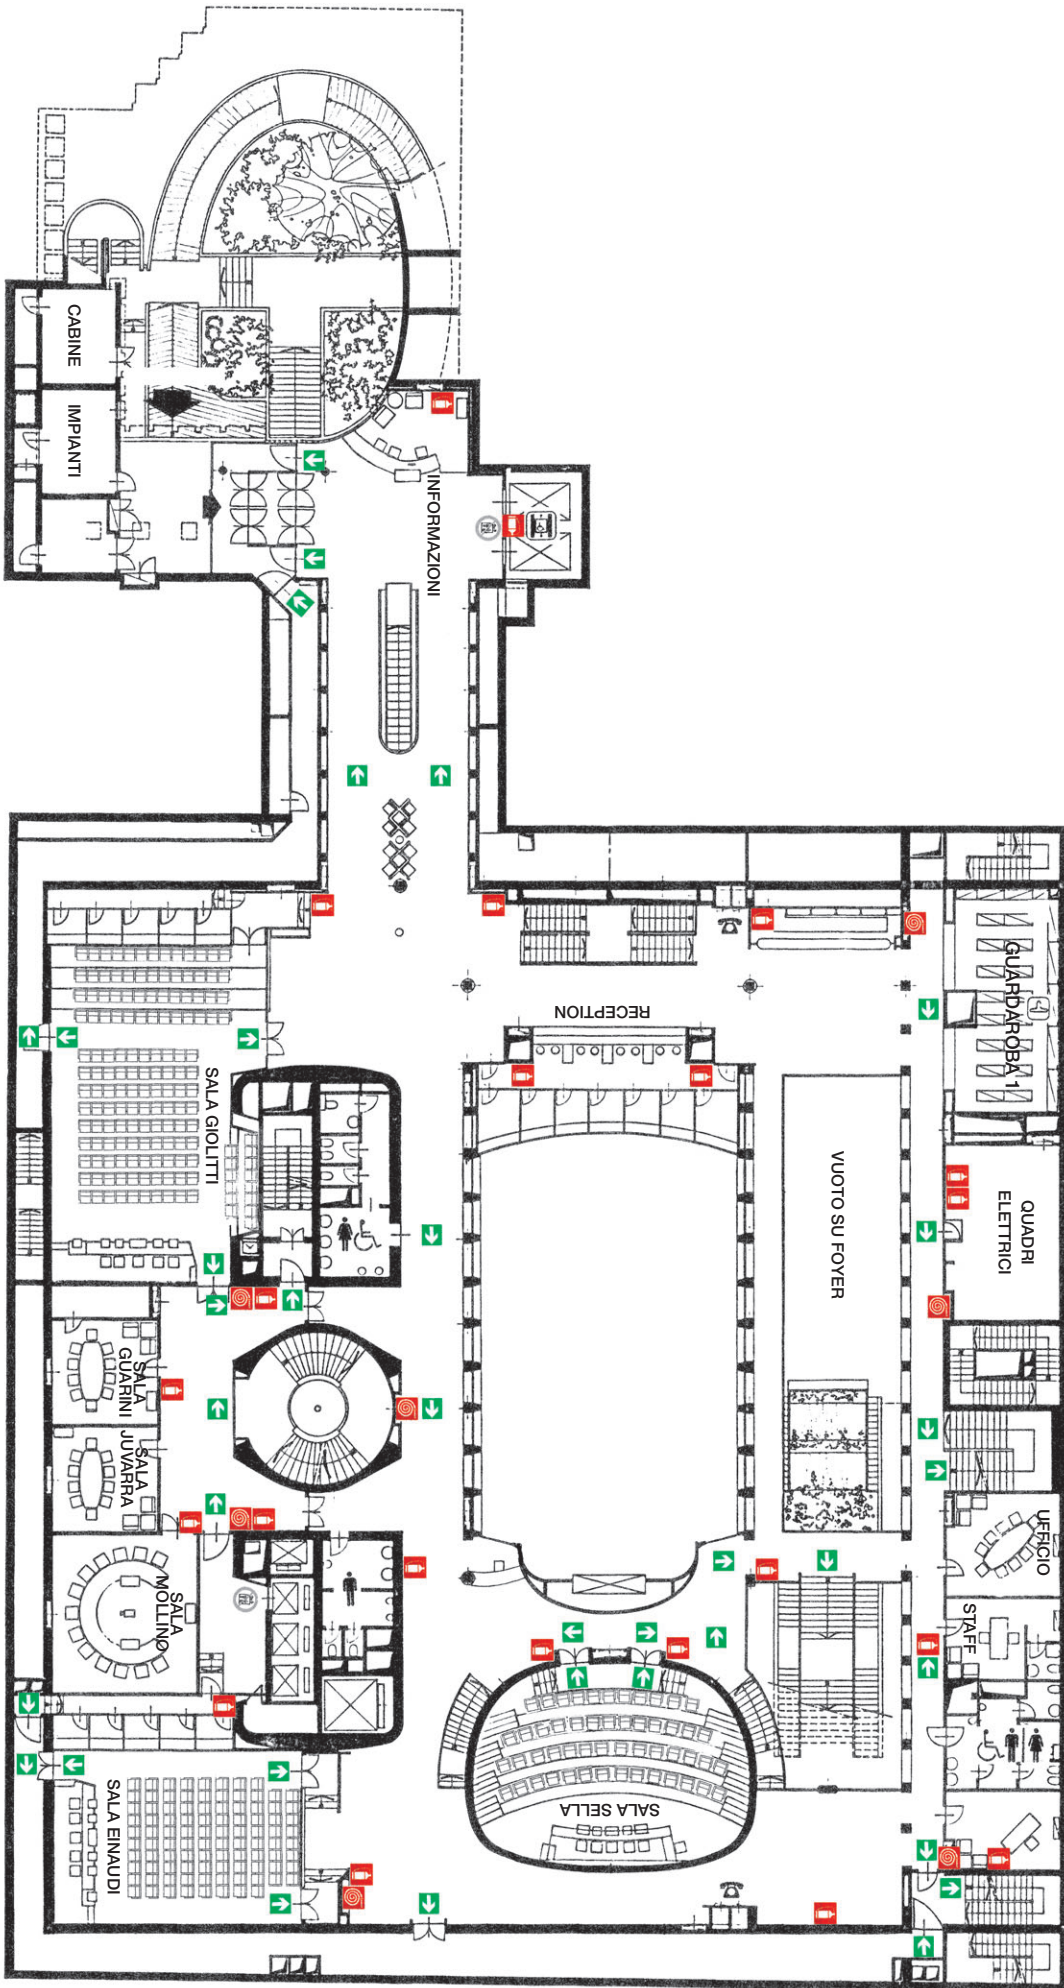 CABINE
IMPIANTI
INFORMAZIONI
RECEPTION
GUARDAROBA 1
SALA GIOLITTI
VUOTO SU FOYER
QUADRI
ELETTRICI
SALA
GUARINI
SALA
JUVARRA
SALA
MOLLINO
UFFICIO
STAFF
SALA SELLA
SALA EINAUDI